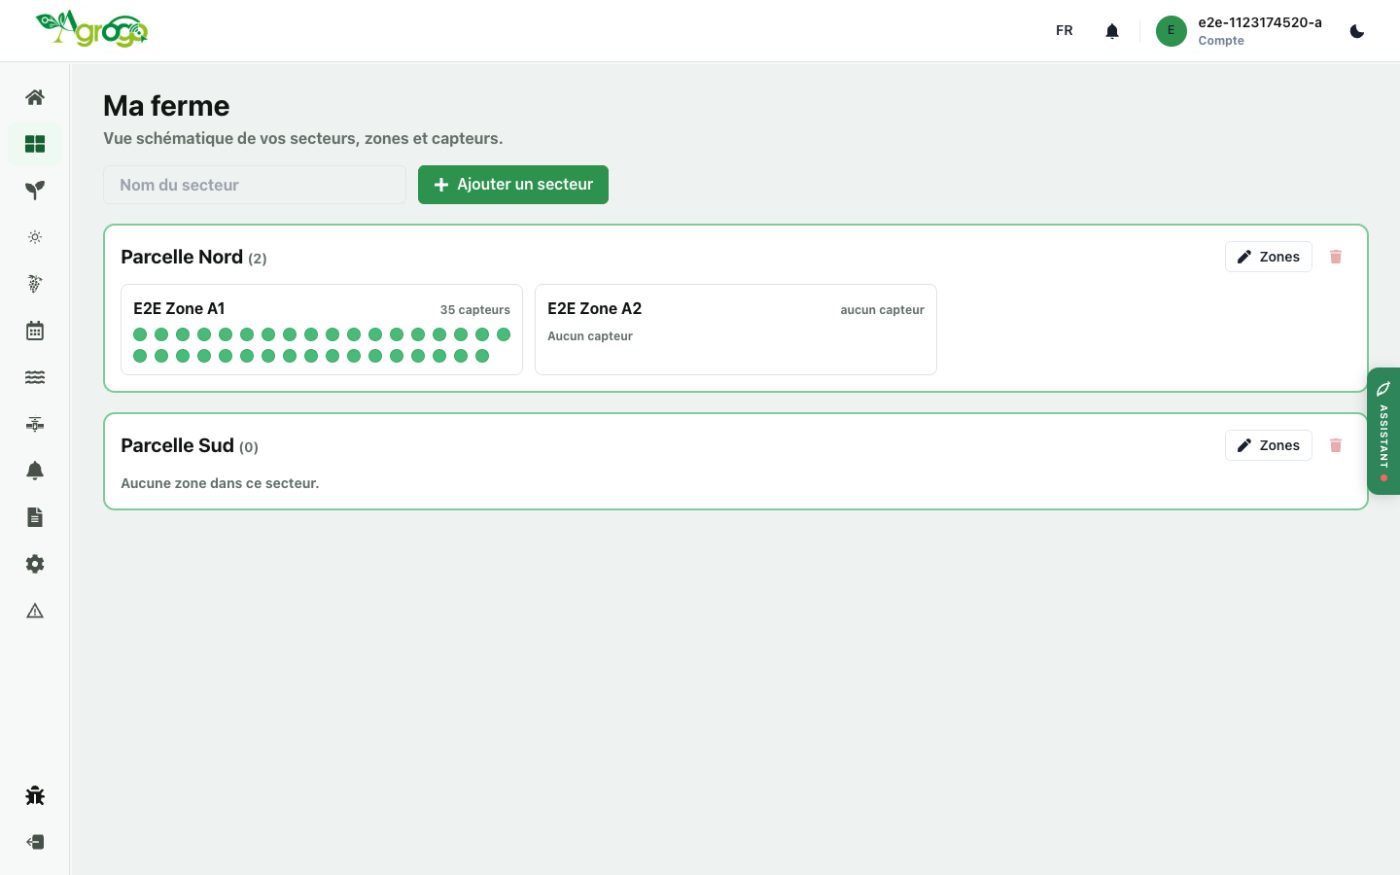 Agrogo
FR
E
e2e-1123174520-a
Compte
Ma ferme
Vue schématique de vos secteurs, zones et capteurs.
Nom du secteur
Ajouter un secteur
Parcelle Nord (2)
Zones
E2E Zone A1
35 capteurs
E2E Zone A2
aucun capteur
Aucun capteur
ASSISTANT
Parcelle Sud (0)
Zones
Aucune zone dans ce secteur.